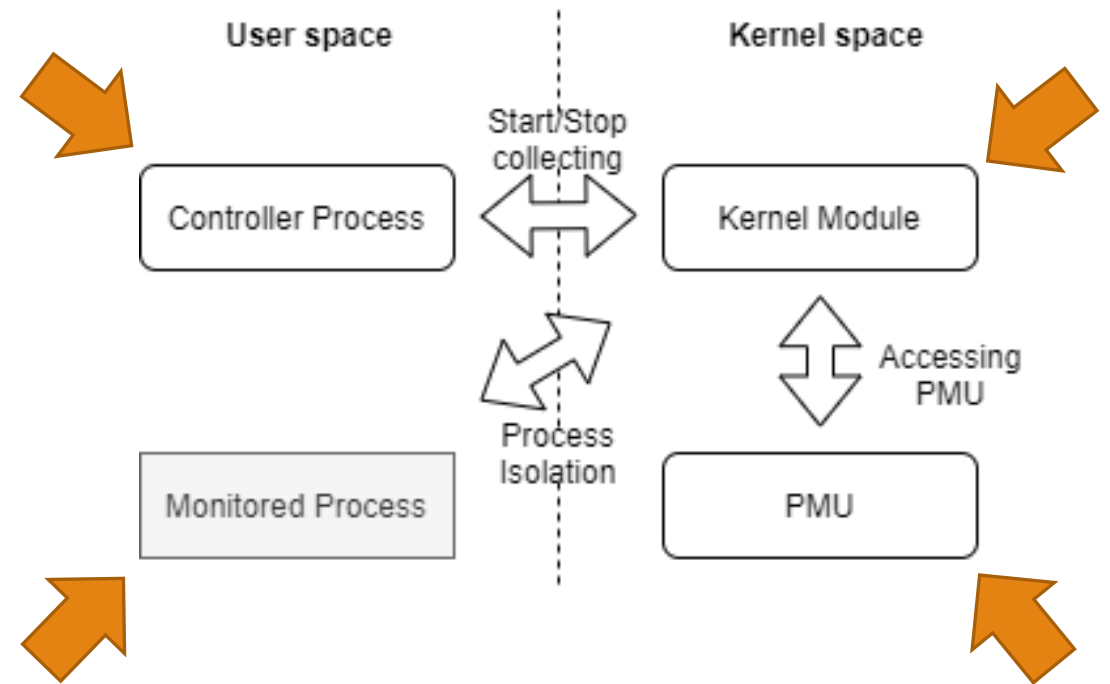 User space
Kernel space
Start/Stop
collecting
Controller Process
Kernel Module
Accessing
PMU
Process
Isolation
Monitored Process
PMU